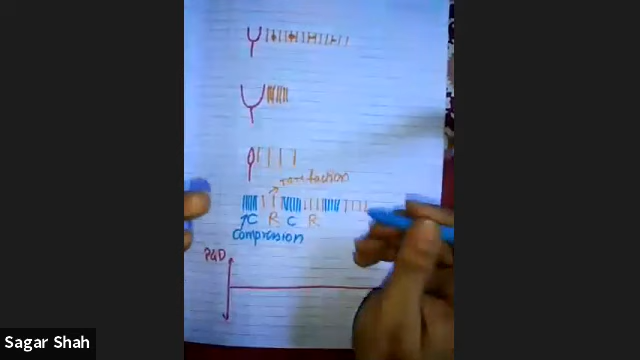 rarefaction
C R C R
compression
P&D
Sagar Shah